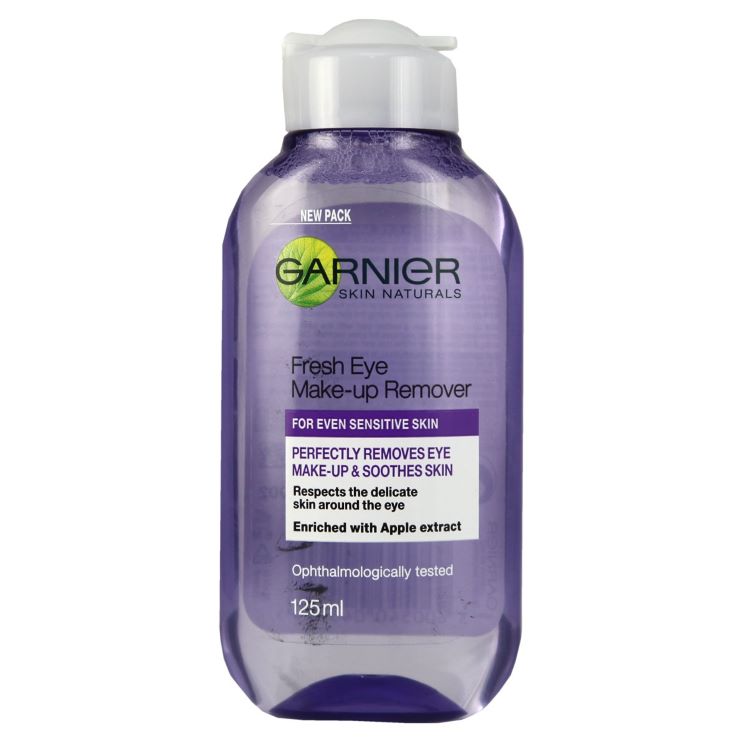 NEW PACK
GARNIER
SKIN NATURALS
Fresh Eye
Make-up Remover
FOR EVEN SENSITIVE SKIN
PERFECTLY REMOVES EYE
MAKE-UP & SOOTHES SKIN
Respects the delicate
skin around the eye
Enriched with Apple extract
Ophthalmologically tested
125ml
GARNIER